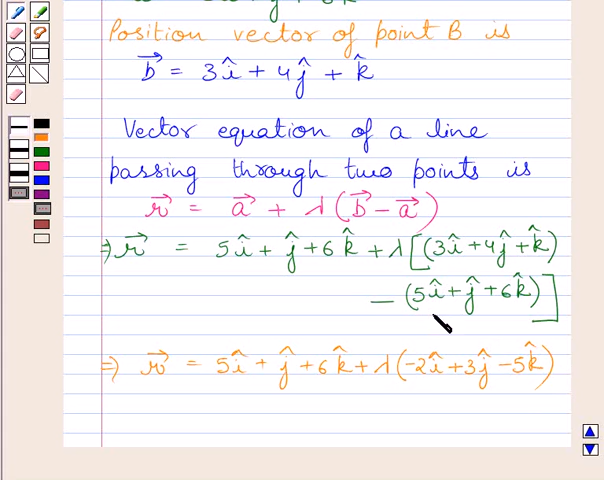 Position vector of point B is
b⃗ = 3î + 4ĵ + k̂
Vector equation of a line
passing through two points is
r⃗ = a⃗ + λ(b⃗ − a⃗)
⇒ r⃗ = 5î + ĵ + 6k̂ + λ[(3î + 4ĵ + k̂)
− (5î + ĵ + 6k̂)]
⇒ r⃗ = 5î + ĵ + 6k̂ + λ(−2î + 3ĵ − 5k̂)